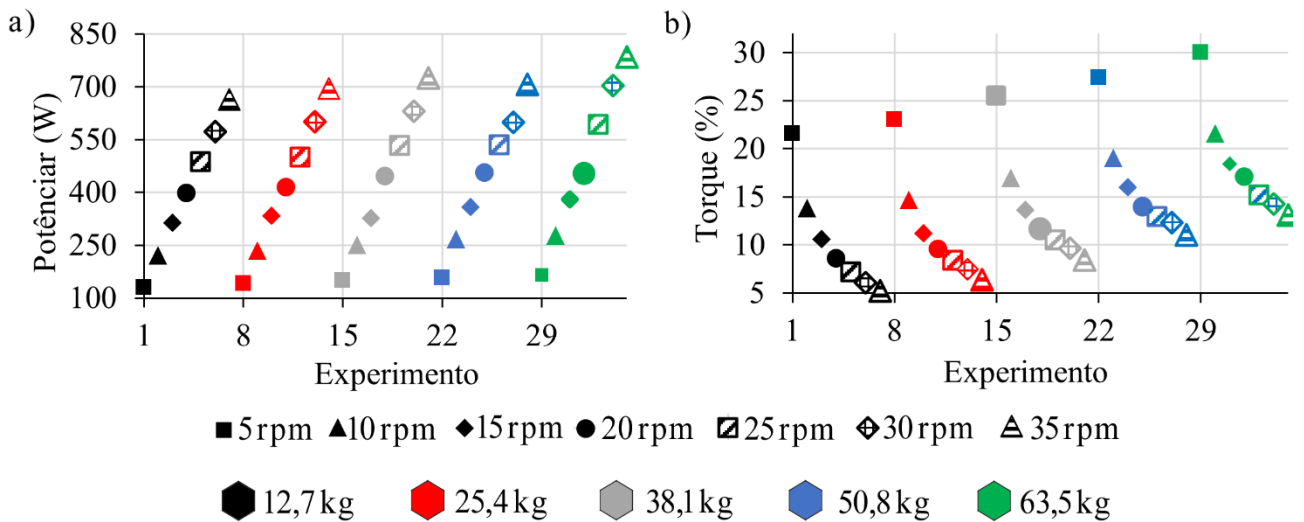 a)
Potênciar (W)
850
700
550
400
250
100
1 8 15 22 29
Experimento
b)
Torque (%)
30
25
20
15
10
5
1 8 15 22 29
Experimento
5 rpm 10 rpm 15 rpm 20 rpm 25 rpm 30 rpm 35 rpm
12,7 kg 25,4 kg 38,1 kg 50,8 kg 63,5 kg